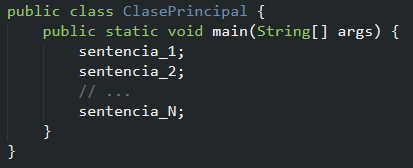 public class ClasePrincipal {
    public static void main(String[] args) {
        sentencia_1;
        sentencia_2;
        // ...
        sentencia_N;
    }
}